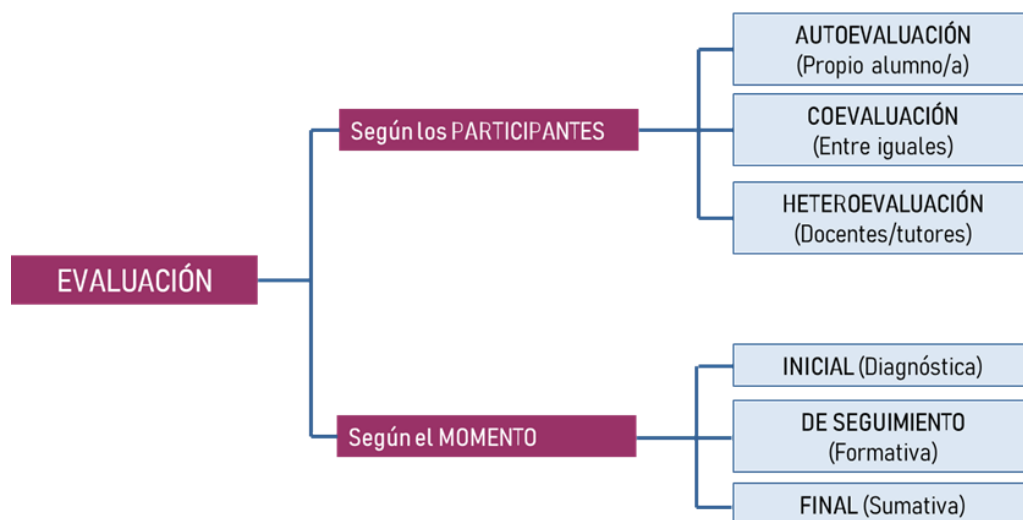 EVALUACIÓN
Según los PARTICIPANTES
AUTOEVALUACIÓN
(Propio alumno/a)
COEVALUACIÓN
(Entre iguales)
HETEROEVALUACIÓN
(Docentes/tutores)
Según el MOMENTO
INICIAL (Diagnóstica)
DE SEGUIMIENTO
(Formativa)
FINAL (Sumativa)